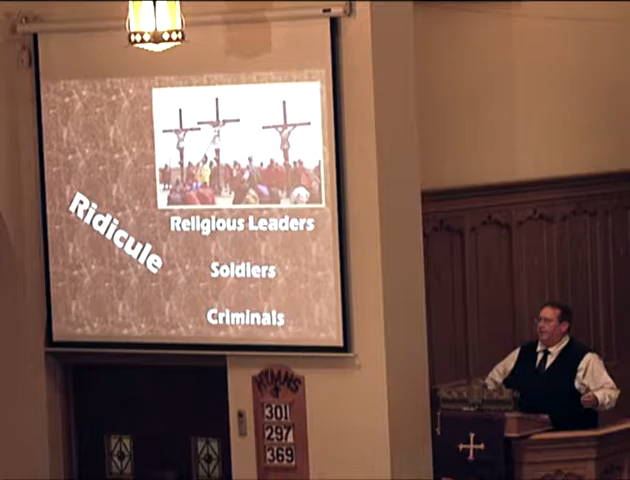 Ridicule
Religious Leaders
Soldiers
Criminals
HYMNS
301
297
369